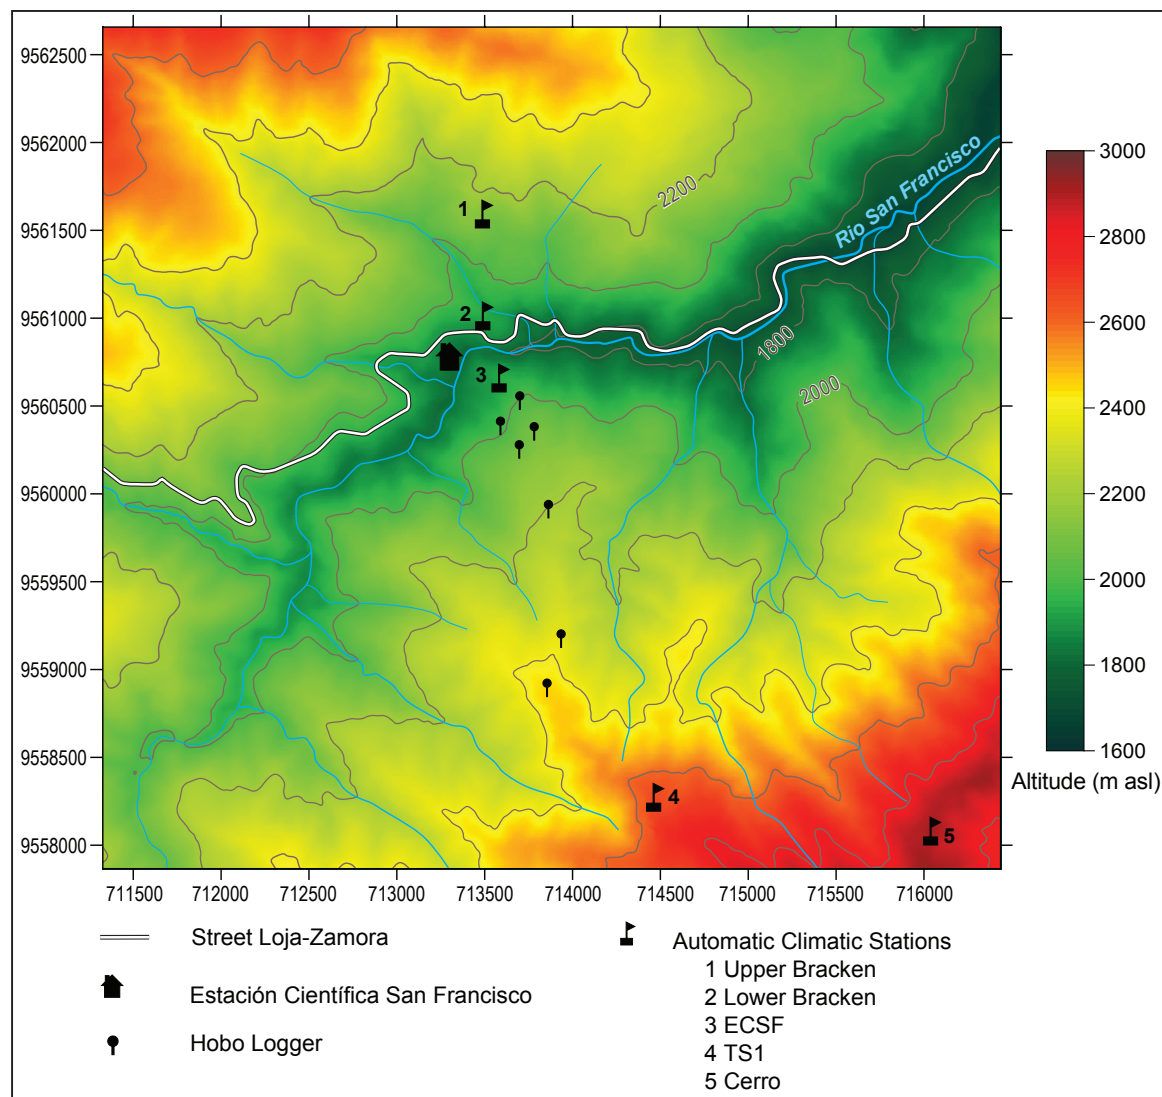 9562500
9562000
9561500
9561000
9560500
9560000
9559500
9559000
9558500
9558000
711500 712000 712500 713000 713500 714000 714500 715000 715500 716000
2200
Rio San Francisco
1
2
3
1800
2000
4
5
3000
2800
2600
2400
2200
2000
1800
1600
Altitude (m asl)
Street Loja-Zamora
Estación Científica San Francisco
Hobo Logger
Automatic Climatic Stations
1 Upper Bracken
2 Lower Bracken
3 ECSF
4 TS1
5 Cerro